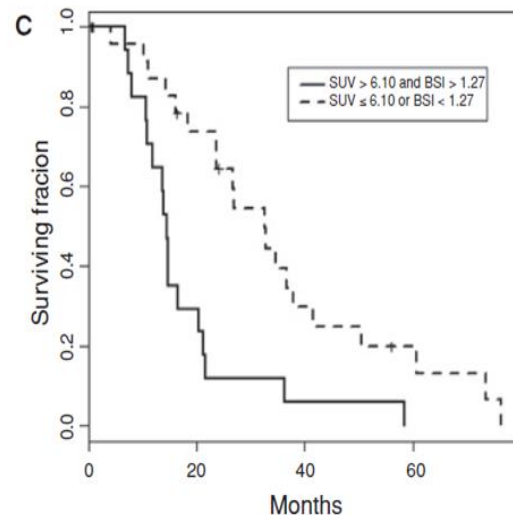 C
SUV > 6.10 and BSI > 1.27
SUV ≤ 6.10 or BSI < 1.27
Surviving fracion
1.0
0.8
0.6
0.4
0.2
0.0
0 20 40 60
Months